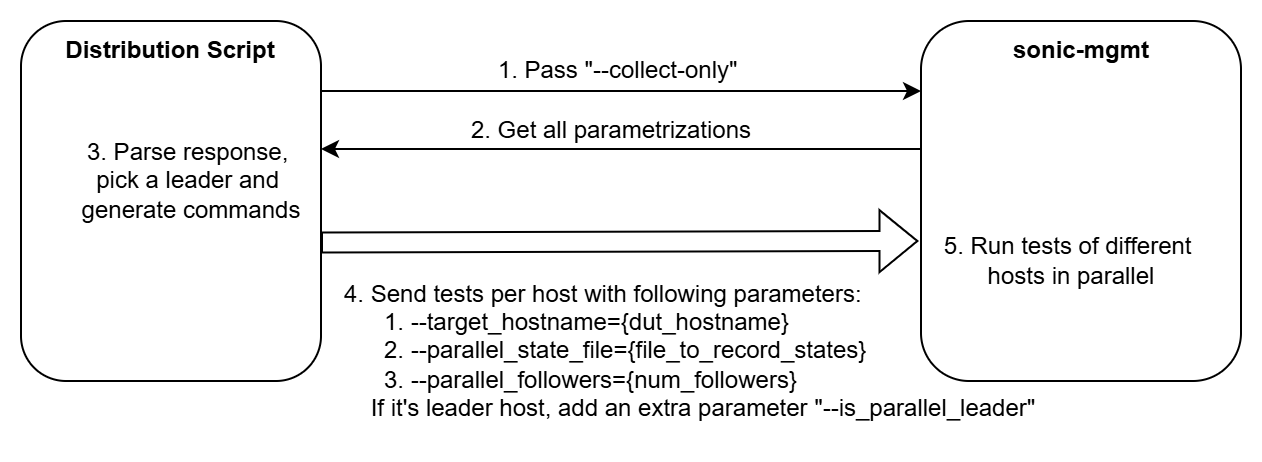 Distribution Script
sonic-mgmt
1. Pass "--collect-only"
2. Get all parametrizations
3. Parse response,
pick a leader and
generate commands
4. Send tests per host with following parameters:
1. --target_hostname={dut_hostname}
2. --parallel_state_file={file_to_record_states}
3. --parallel_followers={num_followers}
If it's leader host, add an extra parameter "--is_parallel_leader"
5. Run tests of different
hosts in parallel